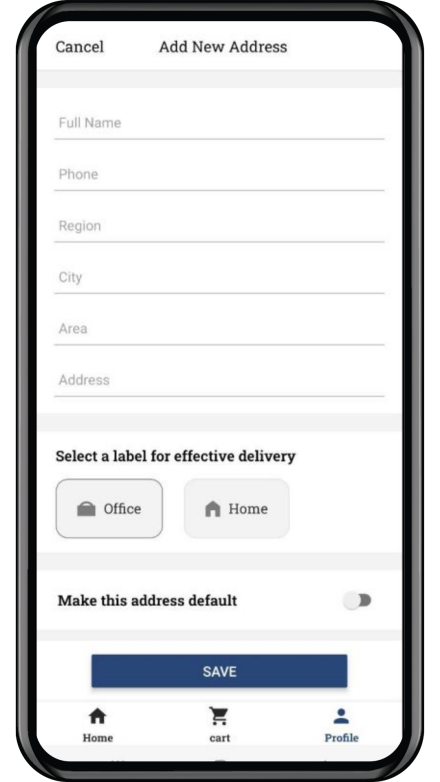 Cancel Add New Address
Full Name
Phone
Region
City
Area
Address
Select a label for effective delivery
Office Home
Make this address default
SAVE
Home cart Profile